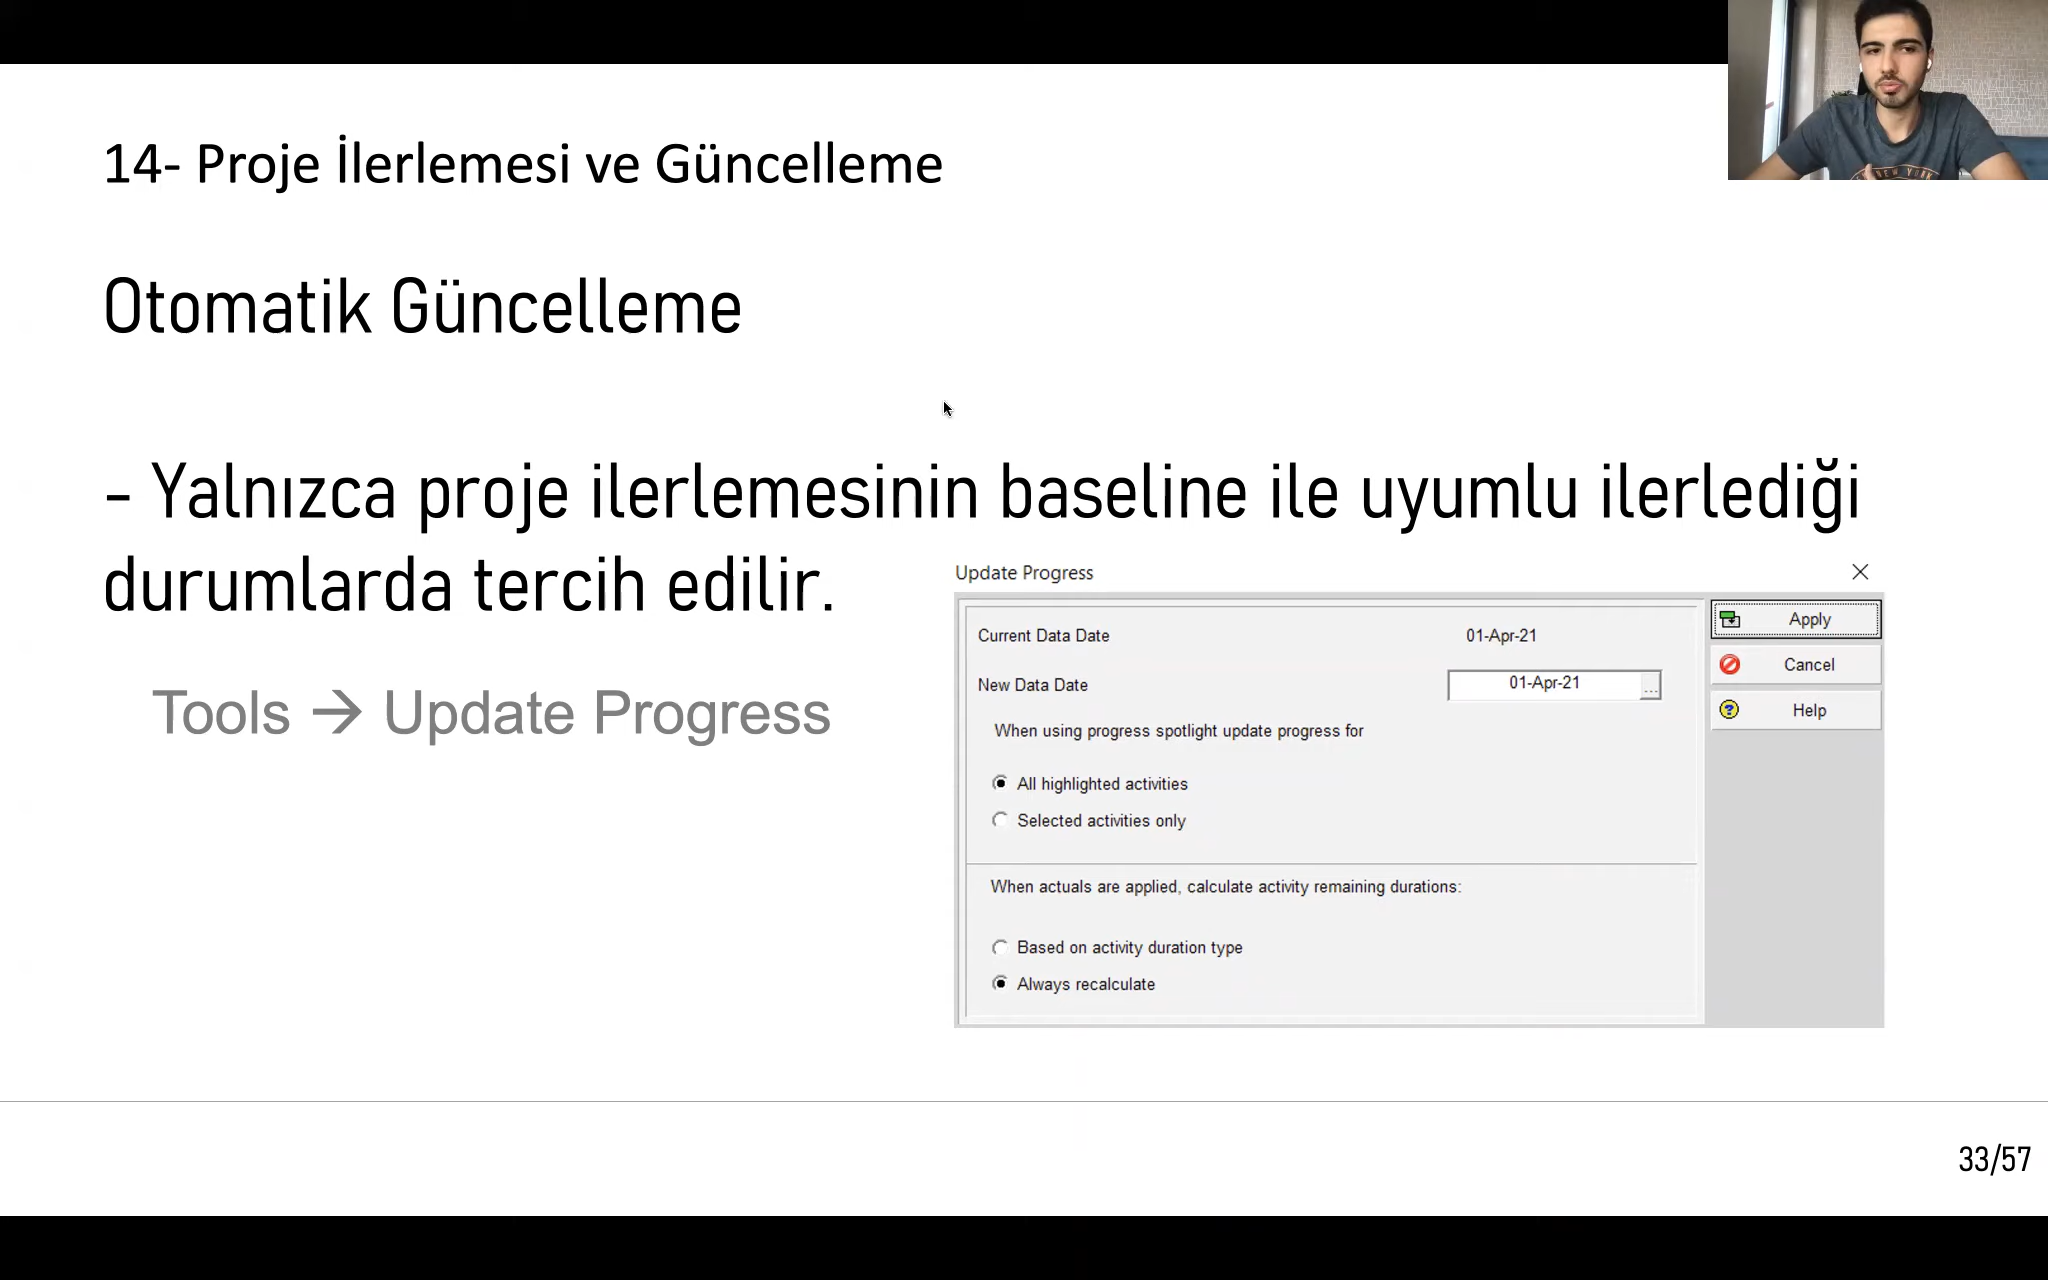 14- Proje İlerlemesi ve Güncelleme
Otomatik Güncelleme
- Yalnızca proje ilerlemesinin baseline ile uyumlu ilerlediği
durumlarda tercih edilir.
Tools → Update Progress
Update Progress
Current Data Date 01-Apr-21
New Data Date 01-Apr-21 ...
When using progress spotlight update progress for
All highlighted activities
Selected activities only
When actuals are applied, calculate activity remaining durations:
Based on activity duration type
Always recalculate
Apply
Cancel
Help
NEW YORK
33/57